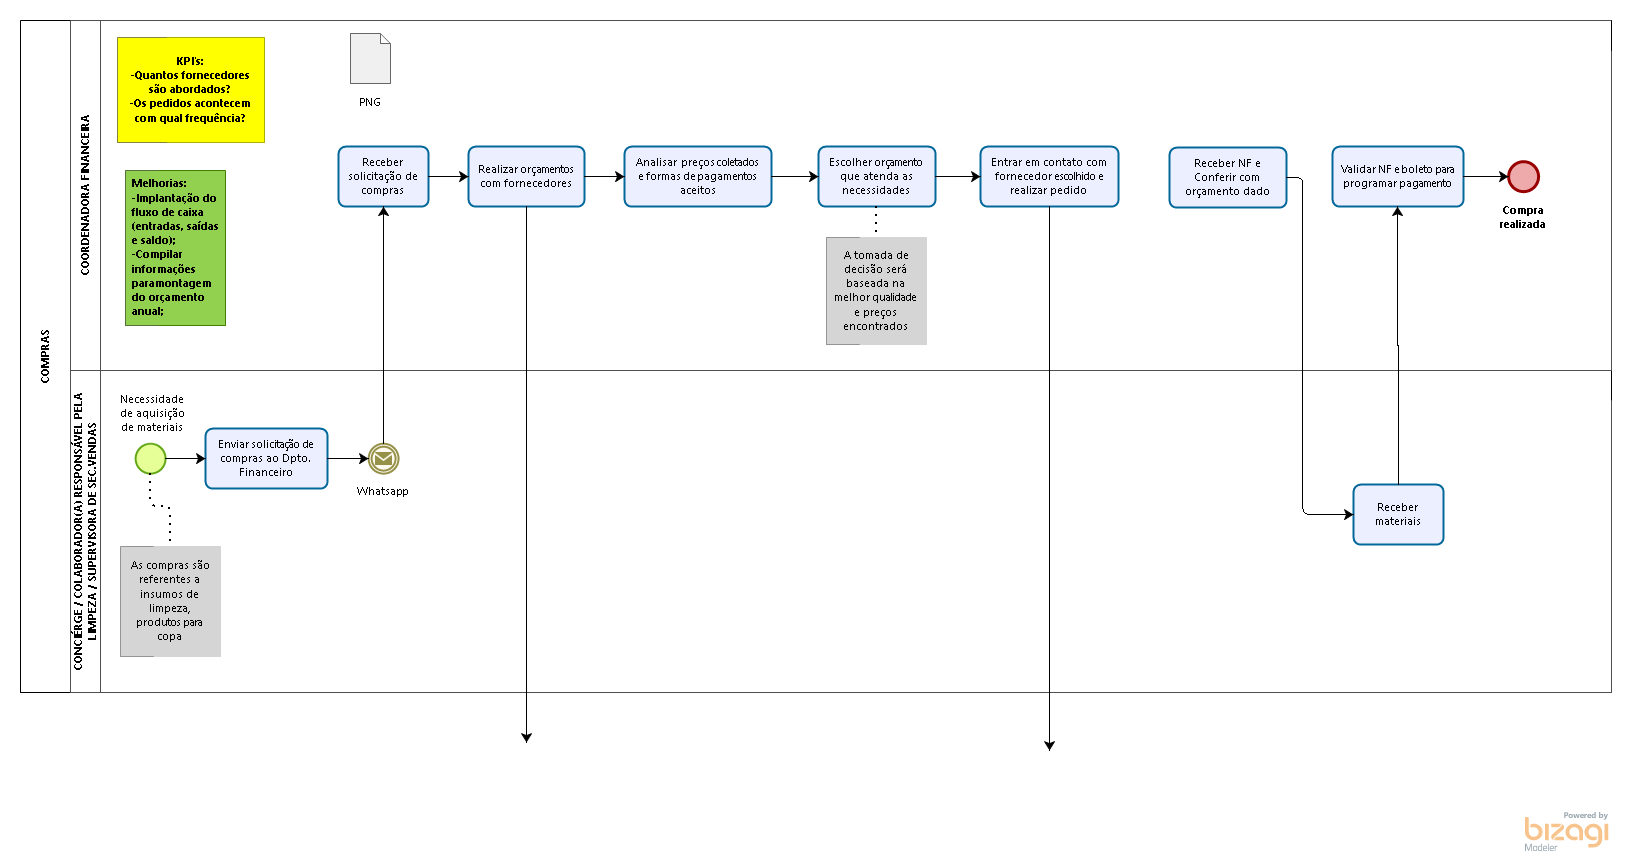 COMPRAS
COORDENADORA FINANCEIRA
KPI's:
-Quantos fornecedores
são abordados?
-Os pedidos acontecem
com qual frequência?
Melhorias:
-Implantação do
fluxo de caixa
(entradas, saídas
e saldo);
-Compilar
informações
paramontagem
do orçamento
anual;
PNG
Receber
solicitação de
compras
Realizar orçamentos
com fornecedores
Analisar preços coletados
e formas de pagamentos
aceitos
Escolher orçamento
que atenda as
necessidades
A tomada de
decisão será
baseada na
melhor qualidade
e preços
encontrados
Entrar em contato com
fornecedor escolhido e
realizar pedido
Receber NF e
Conferir com
orçamento dado
Validar NF e boleto para
programar pagamento
Compra
realizada
CONCIÉRGE / COLABORADOR(A) RESPONSÁVEL PELA
LIMPEZA / SUPERVISORA DE SEC.VENDAS
Necessidade
de aquisição
de materiais
Enviar solicitação de
compras ao Dpto.
Financeiro
Whatsapp
As compras são
referentes a
insumos de
limpeza,
produtos para
copa
Receber
materiais
Powered by
bizagi
Modeler